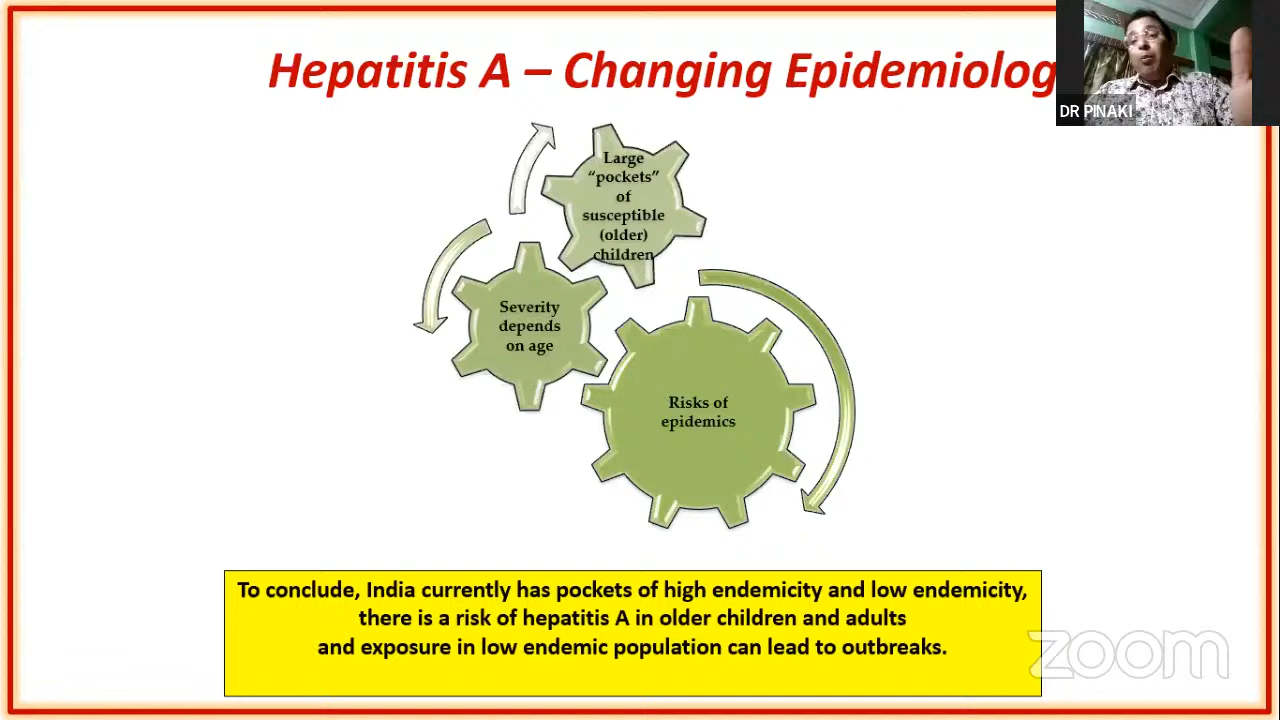 Hepatitis A – Changing Epidemiolog
DR PINAKI
Large
“pockets”
of
susceptible
(older)
children
Severity
depends
on age
Risks of
epidemics
To conclude, India currently has pockets of high endemicity and low endemicity,
there is a risk of hepatitis A in older children and adults
and exposure in low endemic population can lead to outbreaks.
zoom